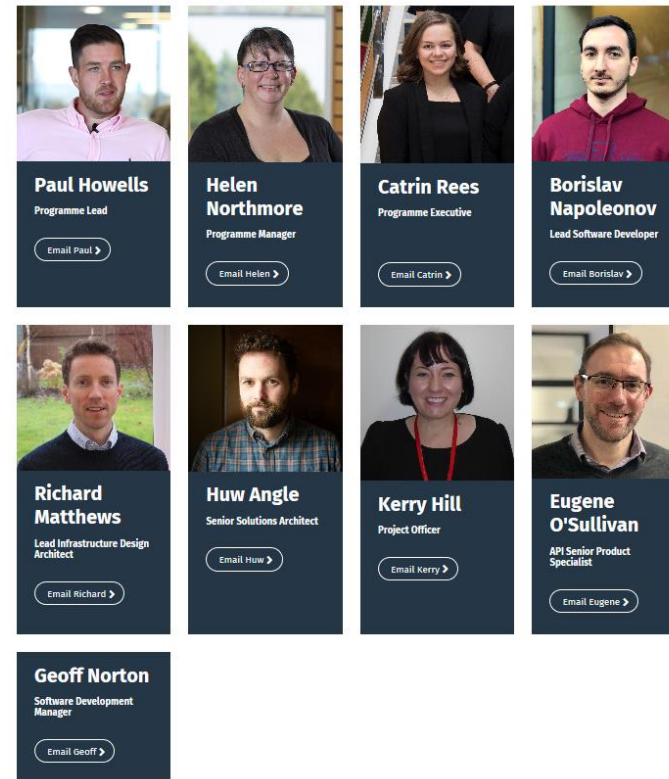 Paul Howells
Programme Lead
Email Paul
Helen
Northmore
Programme Manager
Email Helen
Catrin Rees
Programme Executive
Email Catrin
Borislav
Napoleonov
Lead Software Developer
Email Borislav
Richard
Matthews
Lead Infrastructure Design
Architect
Email Richard
Huw Angle
Senior Solutions Architect
Email Huw
Kerry Hill
Project Officer
Email Kerry
Eugene
O'Sullivan
API Senior Product
Specialist
Email Eugene
Geoff Norton
Software Development
Manager
Email Geoff